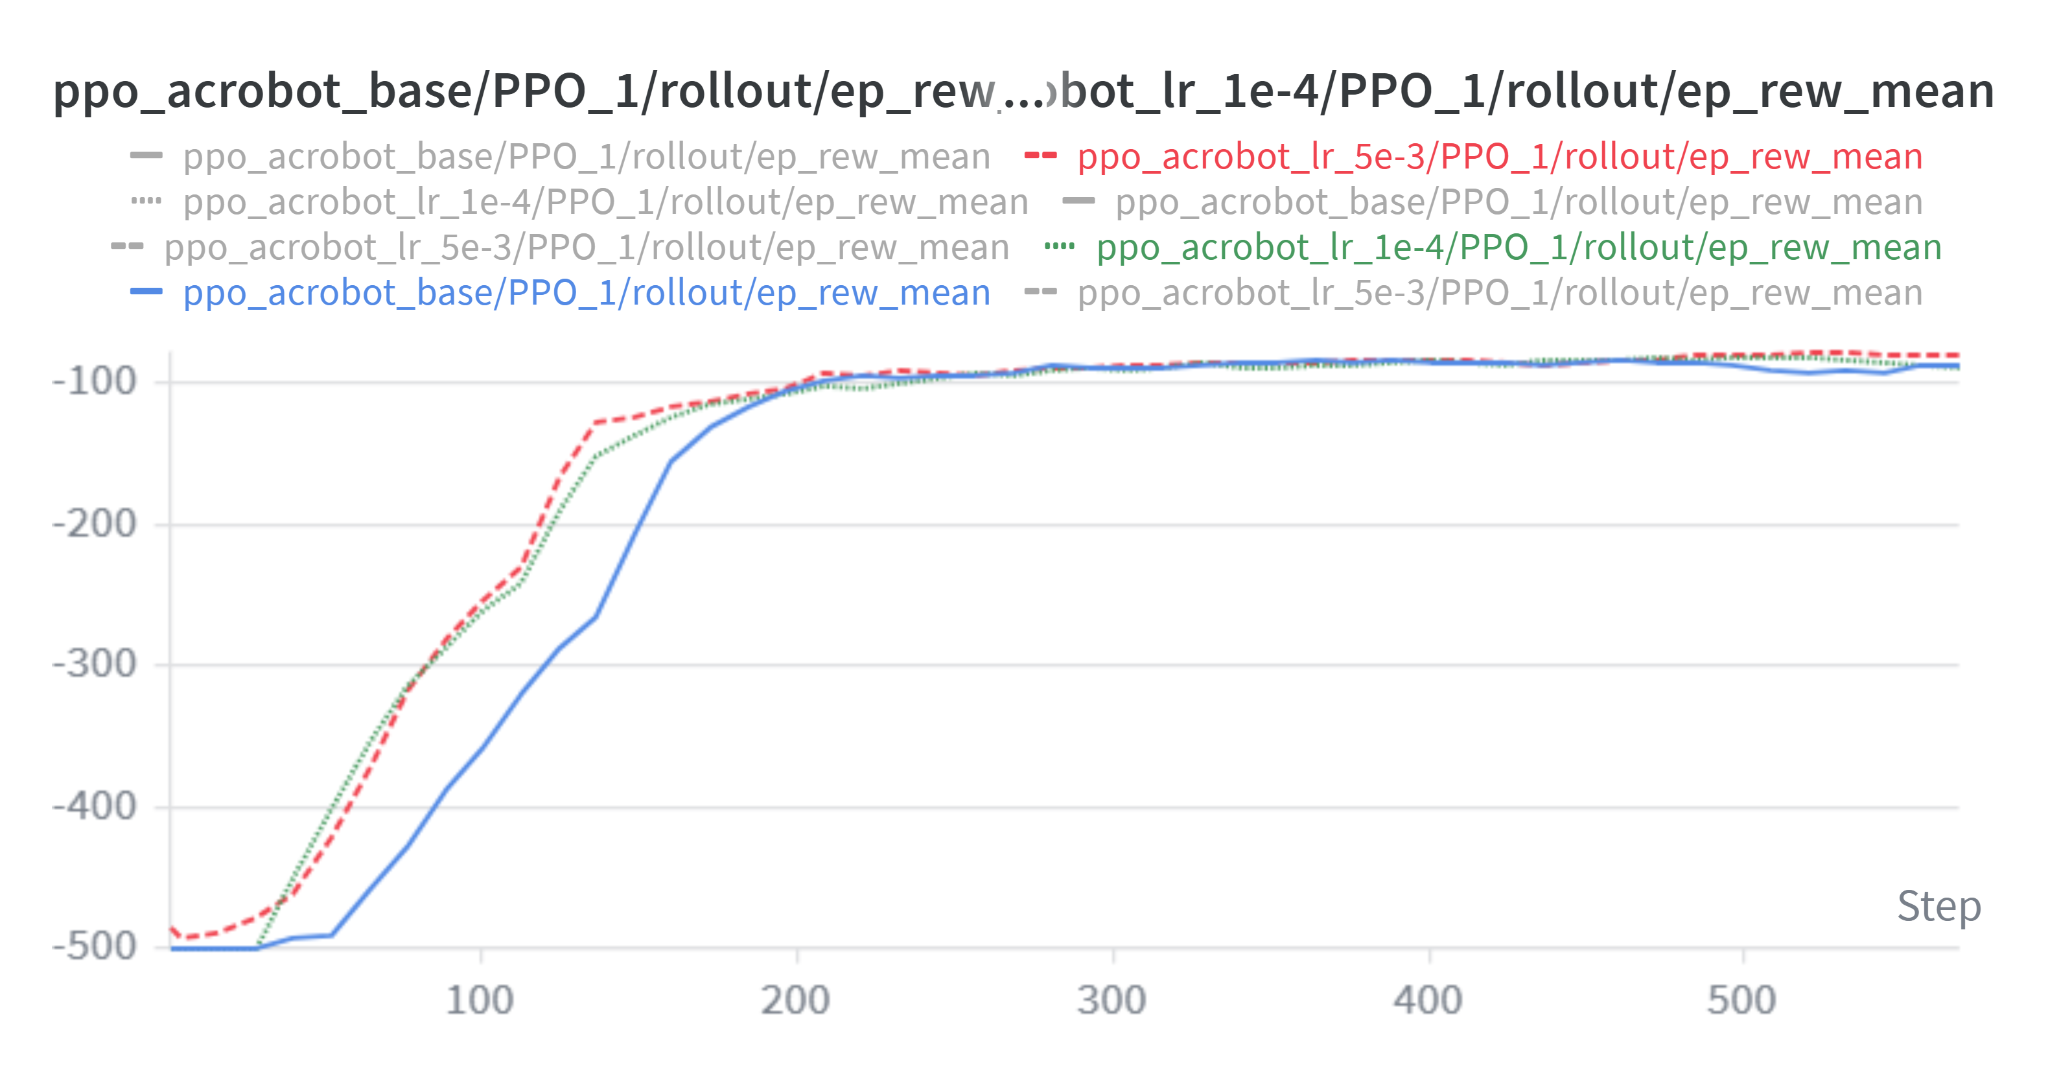 ppo_acrobot_base/PPO_1/rollout/ep_rew_...bot_lr_1e-4/PPO_1/rollout/ep_rew_mean
ppo_acrobot_base/PPO_1/rollout/ep_rew_mean ppo_acrobot_lr_5e-3/PPO_1/rollout/ep_rew_mean
ppo_acrobot_lr_1e-4/PPO_1/rollout/ep_rew_mean ppo_acrobot_base/PPO_1/rollout/ep_rew_mean
ppo_acrobot_lr_5e-3/PPO_1/rollout/ep_rew_mean ppo_acrobot_lr_1e-4/PPO_1/rollout/ep_rew_mean
ppo_acrobot_base/PPO_1/rollout/ep_rew_mean ppo_acrobot_lr_5e-3/PPO_1/rollout/ep_rew_mean
-100
-200
-300
-400
Step
-500
100 200 300 400 500